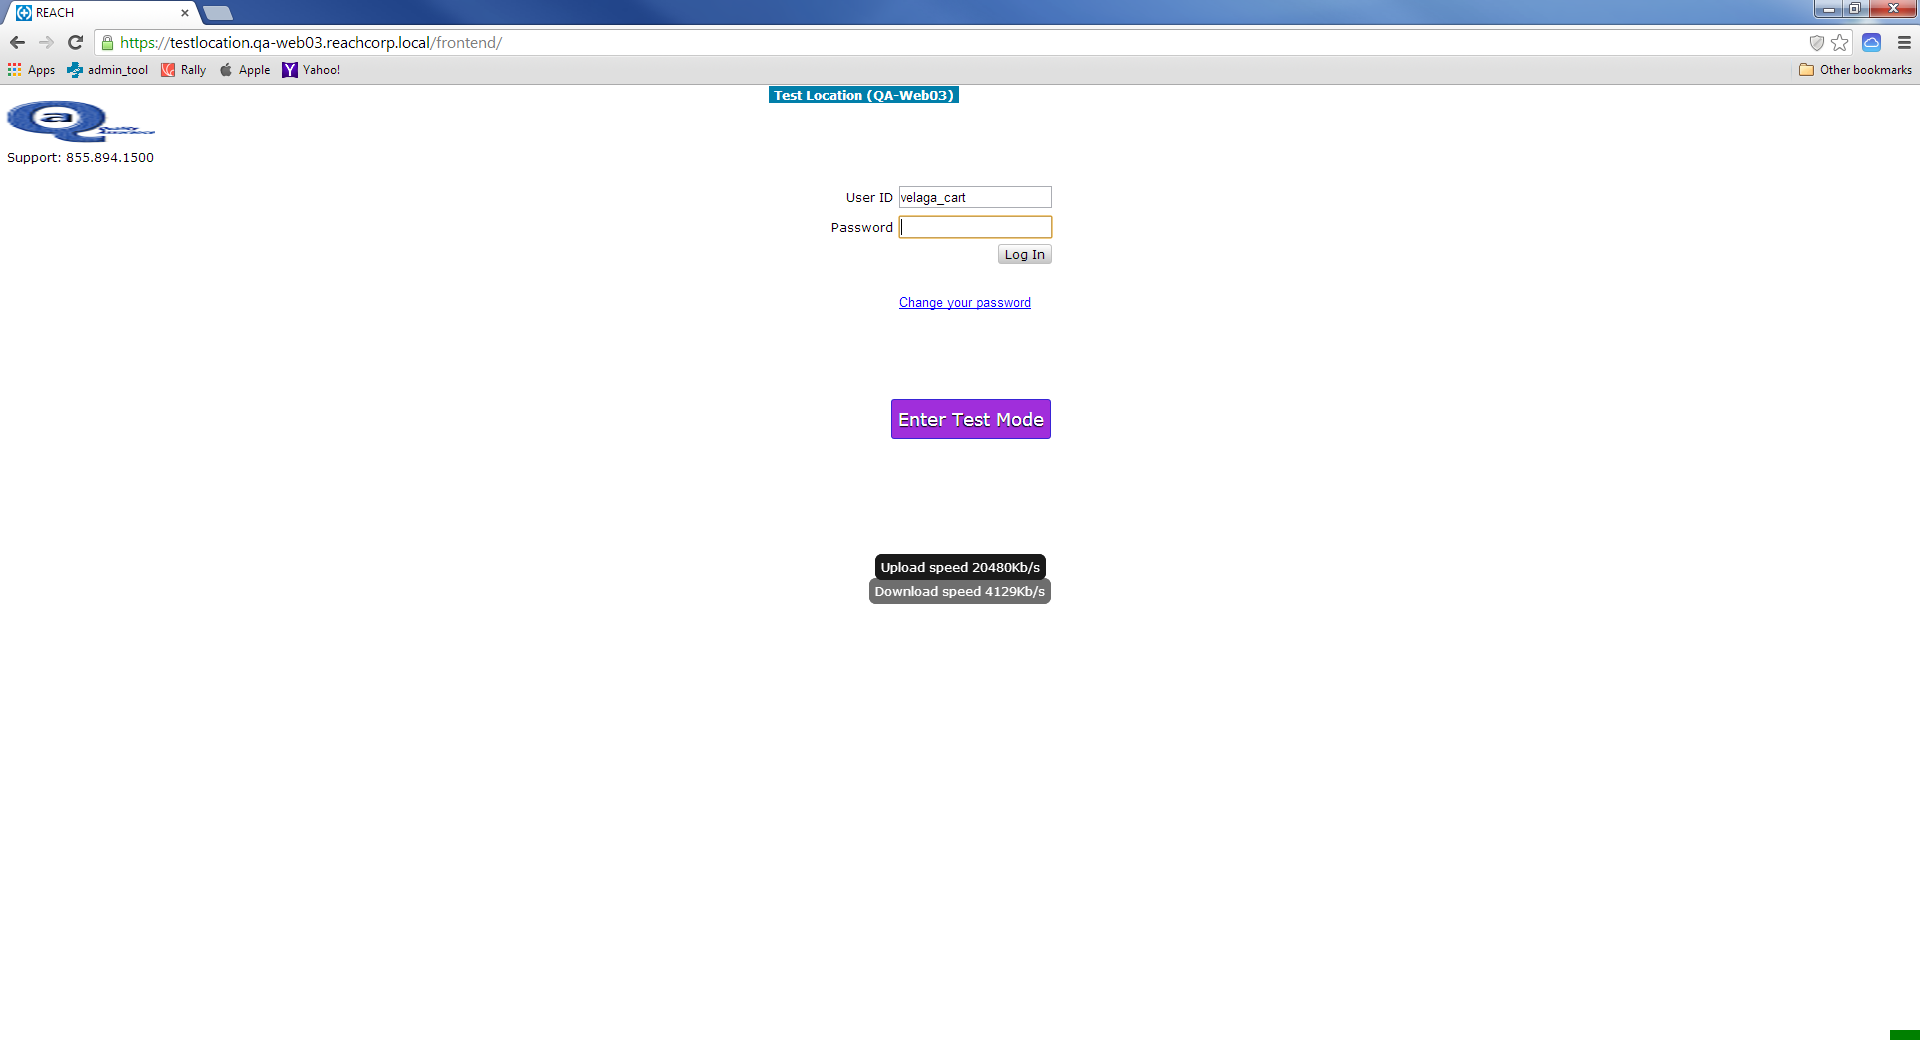 REACH
https://testlocation.qa-web03.reachcorp.local/frontend/
Apps admin_tool Rally Apple Yahoo! Other bookmarks
Test Location (QA-Web03)
a
Quality
Assurance
Support: 855.894.1500
User ID velaga_cart
Password
Log In
Change your password
Enter Test Mode
Upload speed 20480Kb/s
Download speed 4129Kb/s